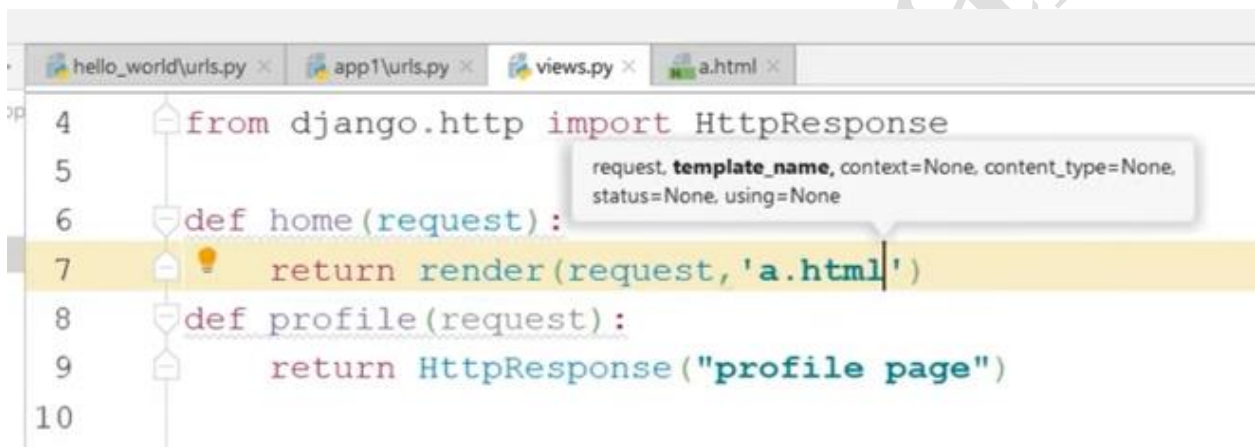 hello_world\urls.py app1\urls.py views.py a.html
4 from django.http import HttpResponse
request, template_name, context=None, content_type=None,
5
status=None, using=None
6 def home(request):
7 return render(request,'a.html')
8 def profile(request):
9 return HttpResponse("profile page")
10